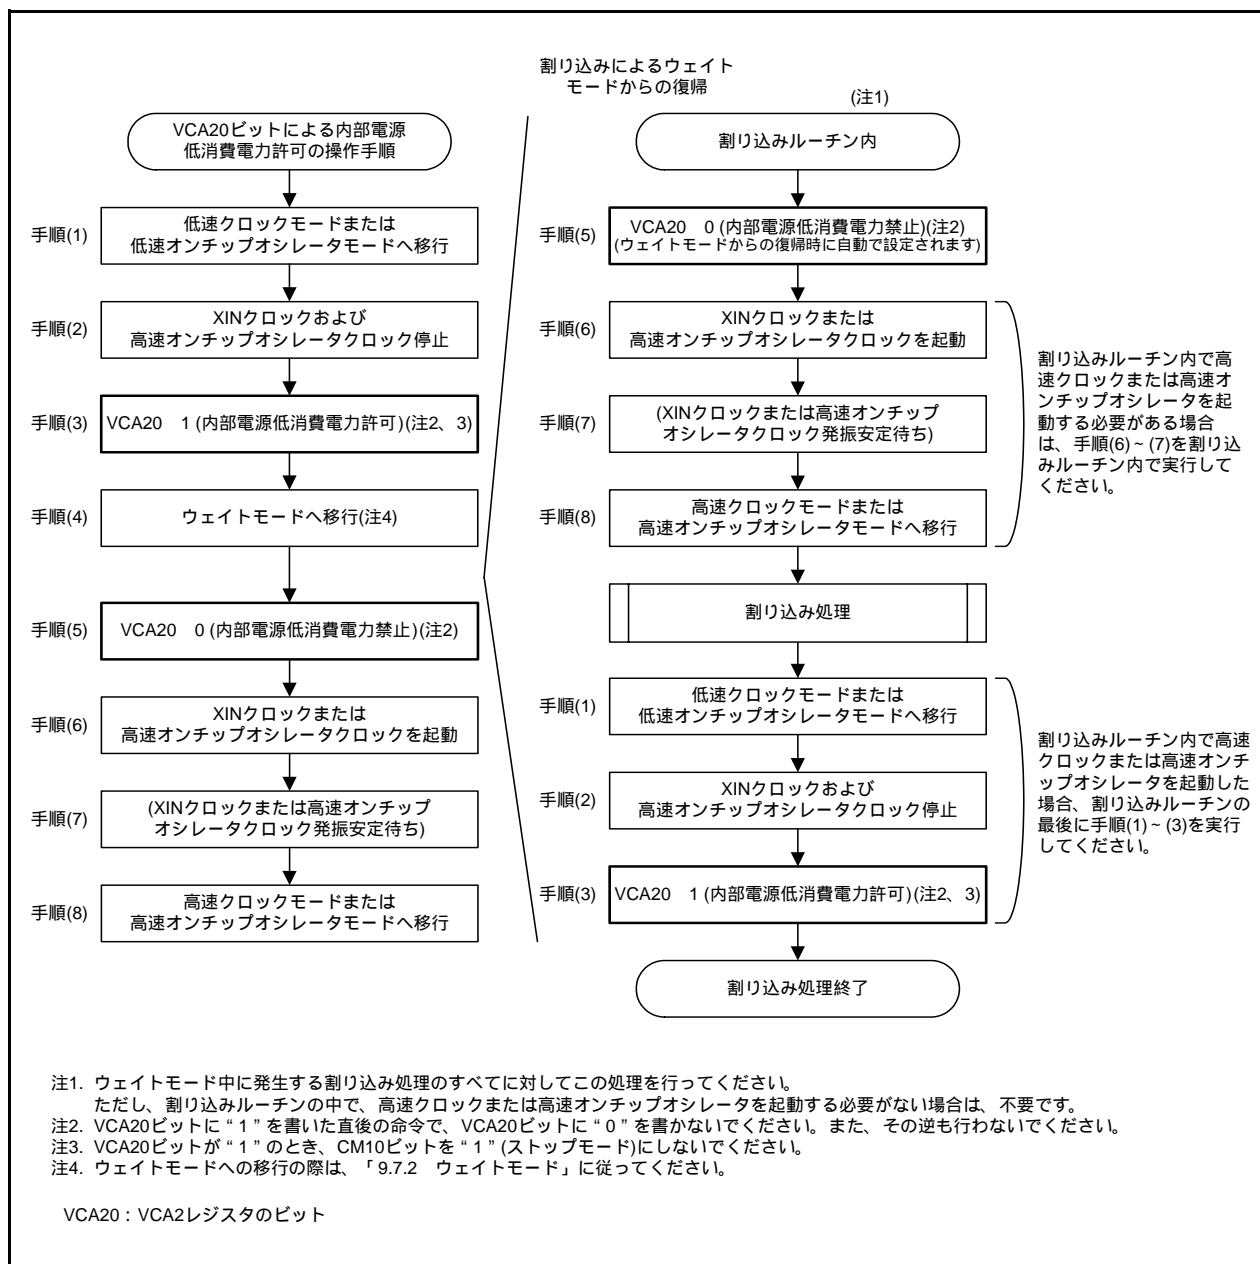 VCA20ビットによる内部電源
低消費電力許可の操作手順
手順(1)
低速クロックモードまたは
低速オンチップオシレータモードへ移行
手順(2)
XINクロックおよび
高速オンチップオシレータクロック停止
手順(3)
VCA20　1 (内部電源低消費電力許可)(注2、3)
手順(4)
ウェイトモードへ移行(注4)
手順(5)
VCA20　0 (内部電源低消費電力禁止)(注2)
手順(6)
XINクロックまたは
高速オンチップオシレータクロックを起動
手順(7)
(XINクロックまたは高速オンチップ
オシレータクロック発振安定待ち)
手順(8)
高速クロックモードまたは
高速オンチップオシレータモードへ移行
割り込みによるウェイト
モードからの復帰
(注1)
割り込みルーチン内
手順(5)
VCA20　0 (内部電源低消費電力禁止)(注2)
(ウェイトモードからの復帰時に自動で設定されます)
手順(6)
XINクロックまたは
高速オンチップオシレータクロックを起動
手順(7)
(XINクロックまたは高速オンチップ
オシレータクロック発振安定待ち)
手順(8)
高速クロックモードまたは
高速オンチップオシレータモードへ移行
割り込みルーチン内で高
速クロックまたは高速オ
ンチップオシレータを起
動する必要がある場合
は、手順(6)~(7)を割り込
みルーチン内で実行して
ください。
割り込み処理
手順(1)
低速クロックモードまたは
低速オンチップオシレータモードへ移行
手順(2)
XINクロックおよび
高速オンチップオシレータクロック停止
手順(3)
VCA20　1 (内部電源低消費電力許可)(注2、3)
割り込みルーチン内で高速
クロックまたは高速オンチ
ップオシレータを起動した
場合、割り込みルーチンの
最後に手順(1)~(3)を実行
してください。
割り込み処理終了
注1. ウェイトモード中に発生する割り込み処理のすべてに対してこの処理を行ってください。
ただし、割り込みルーチンの中で、高速クロックまたは高速オンチップオシレータを起動する必要がない場合は、不要です。
注2. VCA20ビットに“1”を書いた直後の命令で、VCA20ビットに“0”を書かないでください。また、その逆も行わないでください。
注3. VCA20ビットが“1”のとき、CM10ビットを“1”(ストップモード)にしないでください。
注4. ウェイトモードへの移行の際は、「9.7.2　ウェイトモード」に従ってください。
VCA20：VCA2レジスタのビット